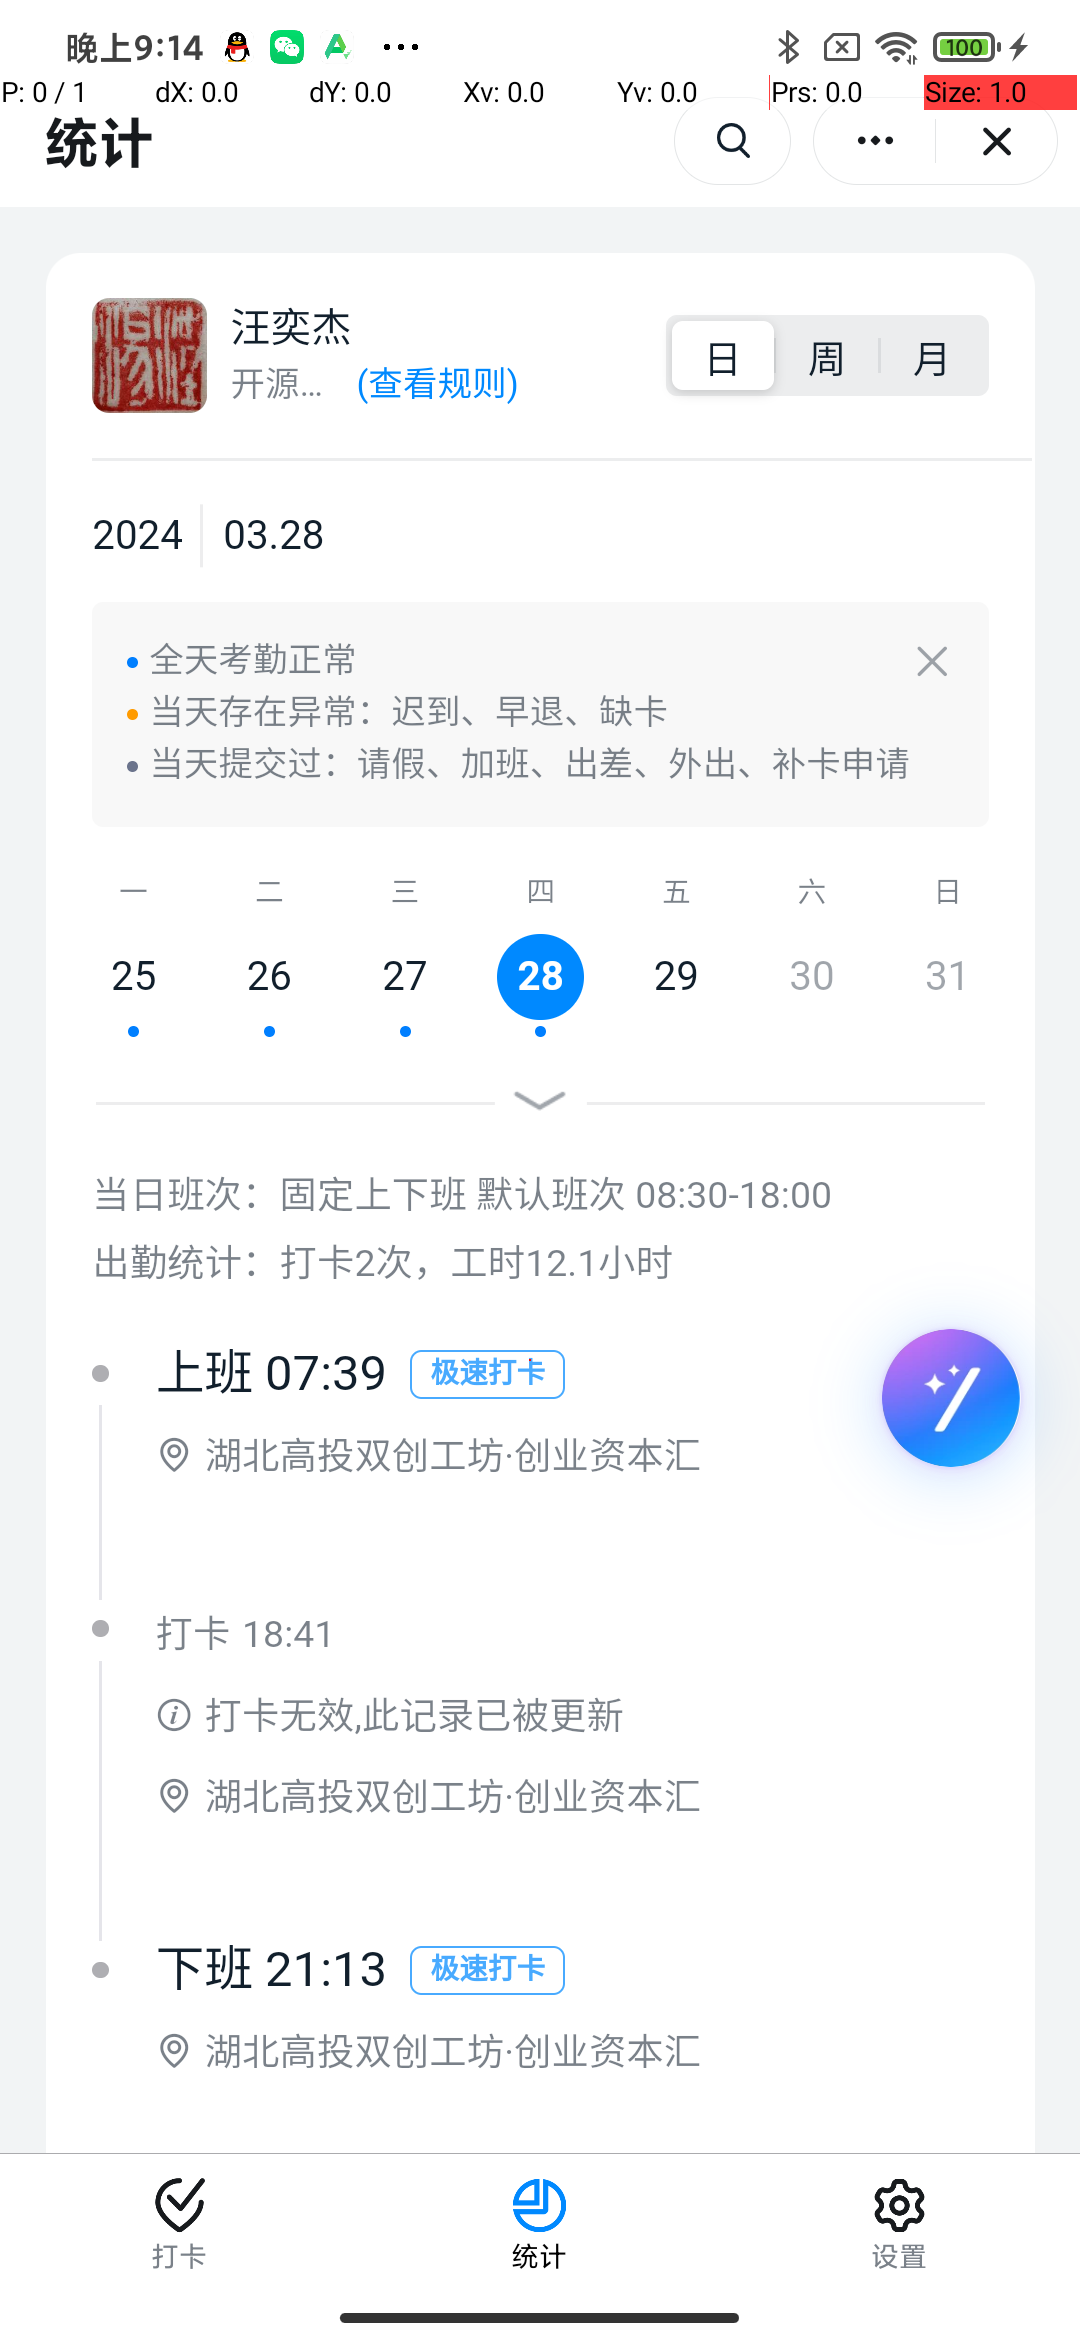 晚上9:14
100
P: 0 / 1 dX: 0.0 dY: 0.0 Xv: 0.0 Yv: 0.0 Prs: 0.0 Size: 1.0
统计
汪奕杰
开源... (查看规则)
日 周 月
2024 03.28
全天考勤正常
当天存在异常：迟到、早退、缺卡
当天提交过：请假、加班、出差、外出、补卡申请
一 二 三 四 五 六 日
25 26 27 28 29 30 31
当日班次：固定上下班 默认班次 08:30-18:00
出勤统计：打卡2次，工时12.1小时
上班 07:39 极速打卡
湖北高投双创工坊·创业资本汇
打卡 18:41
打卡无效,此记录已被更新
湖北高投双创工坊·创业资本汇
下班 21:13 极速打卡
湖北高投双创工坊·创业资本汇
打卡 统计 设置